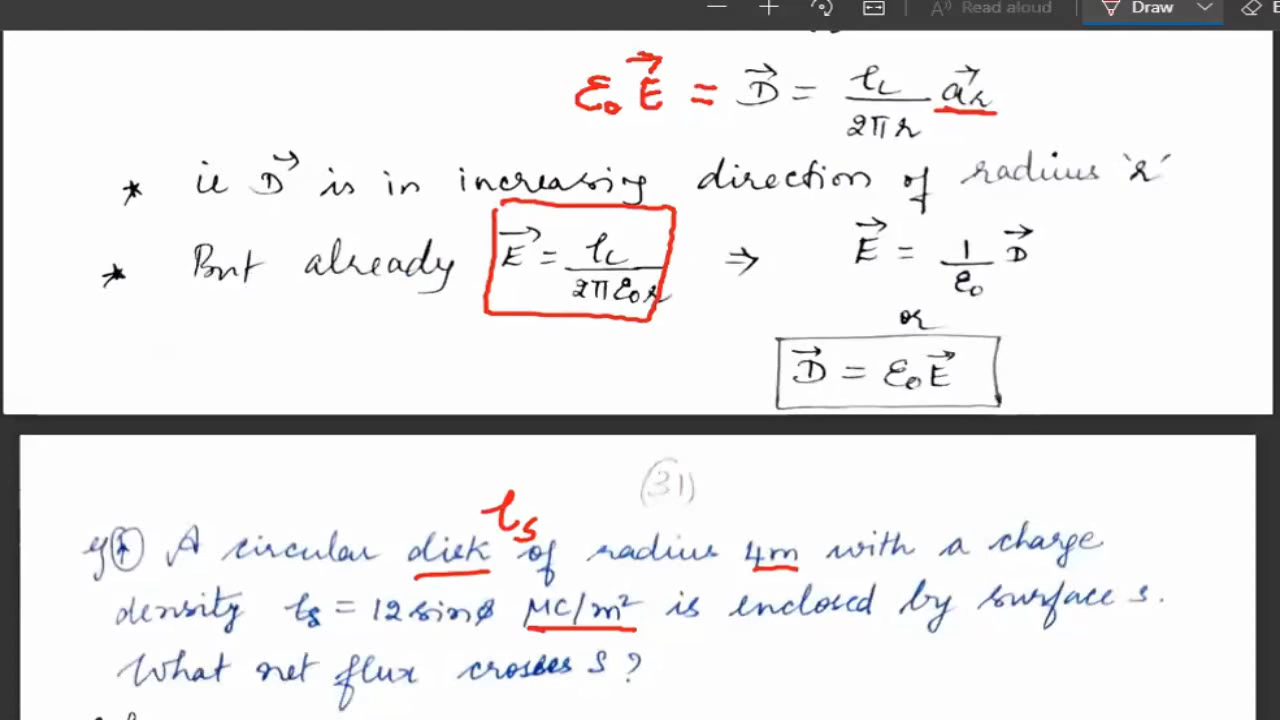 Read aloud Draw
ε₀E⃗ = D⃗ = ρL/2πr a⃗r
* ie D⃗ is in increasing direction of radius 'r'
* But already E⃗ = ρL/2πε₀r ⇒ E⃗ = 1/ε₀ D⃗
or
D⃗ = ε₀E⃗
(31)
ρs
A circular disk of radius 4m with a charge
density ρs = 12 sinφ μC/m² is enclosed by surface s.
What net flux crosses S?